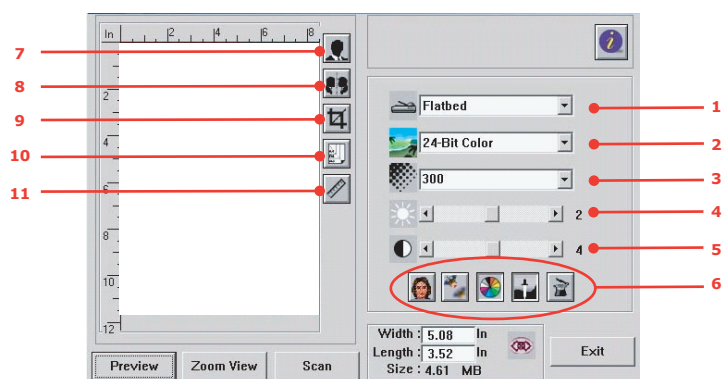 In 2 4 6 8
2
4
6
8
10
12
7
8
9
10
11
Flatbed
24-Bit Color
300
2
4
1
2
3
4
5
6
Width : 5.08 In
Length : 3.52 In
Size : 4.61 MB
Preview
Zoom View
Scan
Exit